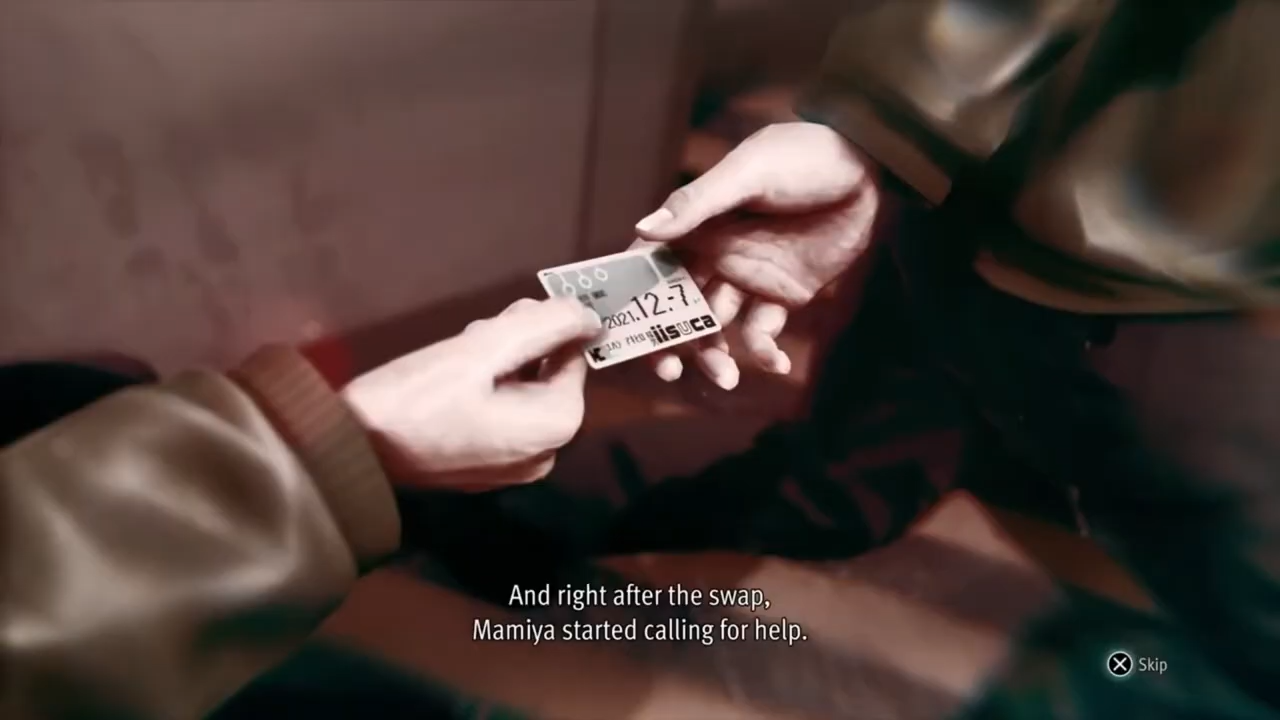 2021.12.-7
iisuca
And right after the swap,
Mamiya started calling for help.
Skip